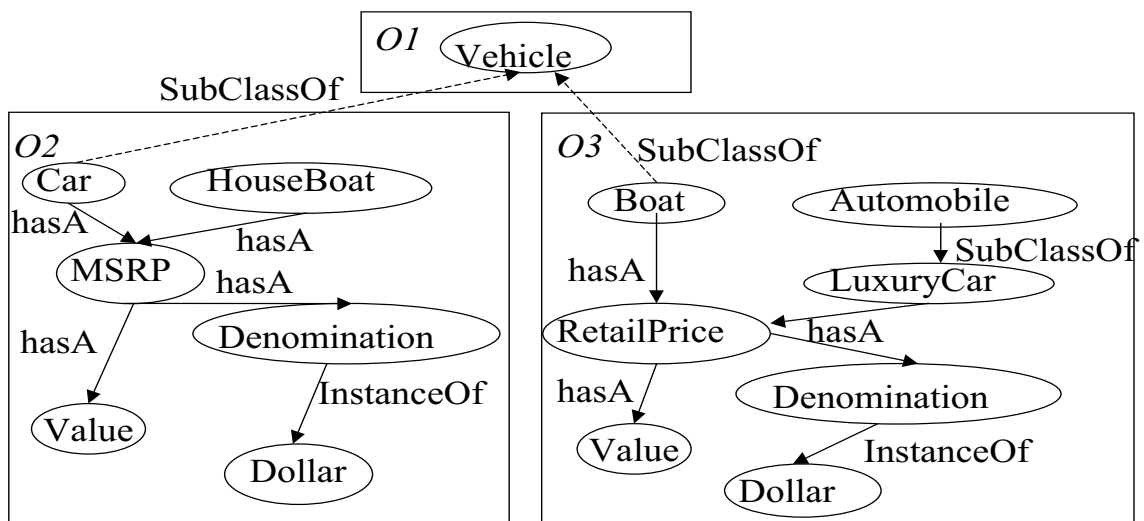 O1
Vehicle
SubClassOf
O2
Car
HouseBoat
hasA
hasA
MSRP
hasA
Denomination
hasA
InstanceOf
Value
Dollar
O3
SubClassOf
Boat
Automobile
SubClassOf
hasA
LuxuryCar
RetailPrice
hasA
hasA
Denomination
Value
InstanceOf
Dollar